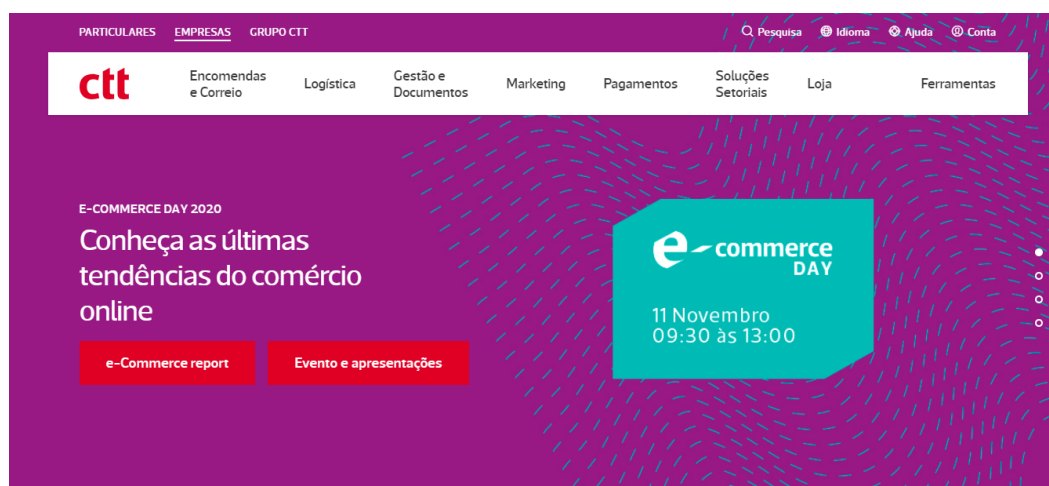 PARTICULARES EMPRESAS GRUPO CTT Pesquisa Idioma Ajuda Conta
ctt Encomendas e Correio Logística Gestão e Documentos Marketing Pagamentos Soluções Setoriais Loja Ferramentas
E-COMMERCE DAY 2020
Conheça as últimas
tendências do comércio
online
e-Commerce report Evento e apresentações
e-commerce
DAY
11 Novembro
09:30 às 13:00